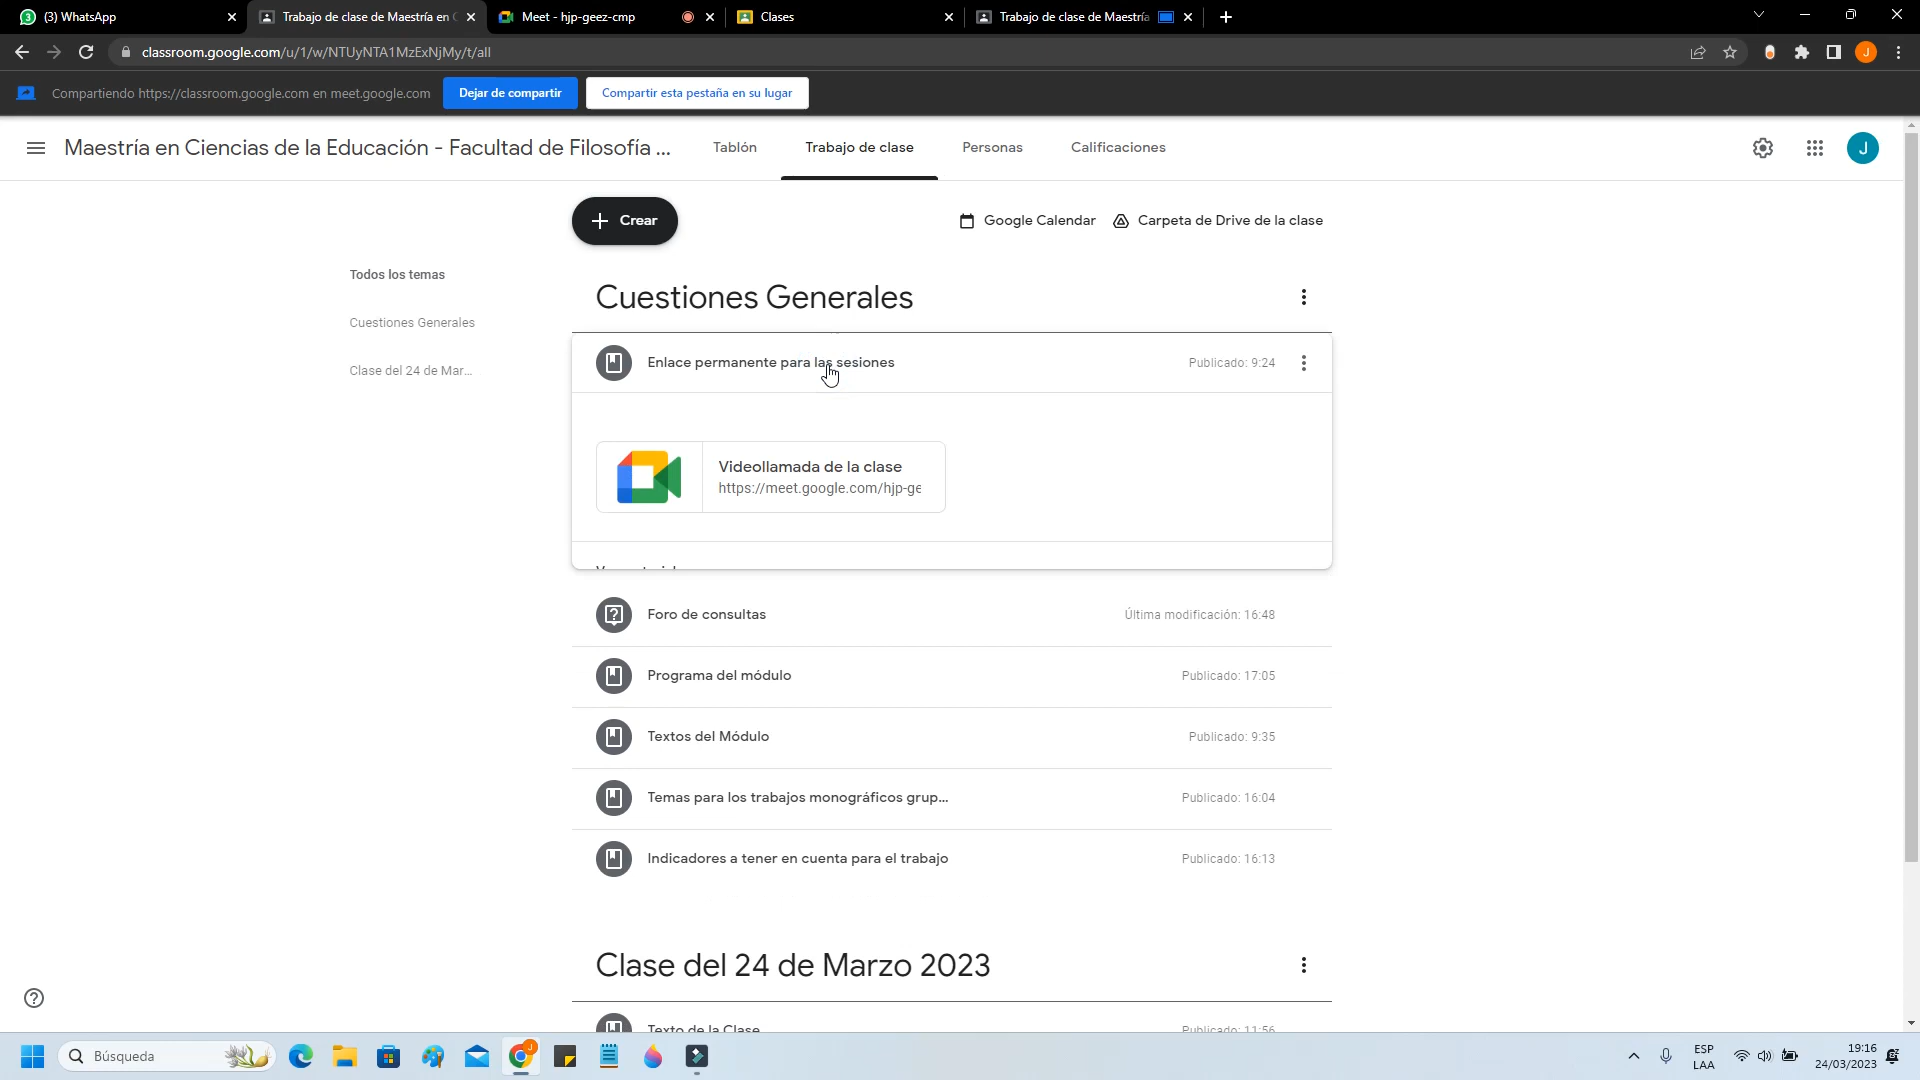 (3) WhatsApp
Trabajo de clase de Maestría en C
Meet - hjp-geez-cmp
Clases
Trabajo de clase de Maestría
classroom.google.com/u/1/w/NTUyNTA1MzExNjMy/t/all
J
Compartiendo https://classroom.google.com en meet.google.com
Dejar de compartir
Compartir esta pestaña en su lugar
Maestría en Ciencias de la Educación - Facultad de Filosofía ...
Tablón
Trabajo de clase
Personas
Calificaciones
J
Crear
Google Calendar
Carpeta de Drive de la clase
Todos los temas
Cuestiones Generales
Clase del 24 de Mar...
Cuestiones Generales
Enlace permanente para las sesiones
Publicado: 9:24
Videollamada de la clase
https://meet.google.com/hjp-ge
Foro de consultas
Última modificación: 16:48
Programa del módulo
Publicado: 17:05
Textos del Módulo
Publicado: 9:35
Temas para los trabajos monográficos grup...
Publicado: 16:04
Indicadores a tener en cuenta para el trabajo
Publicado: 16:13
Clase del 24 de Marzo 2023
Texto de la Clase
Publicado: 11:56
Búsqueda
J
ESP
LAA
19:16
24/03/2023